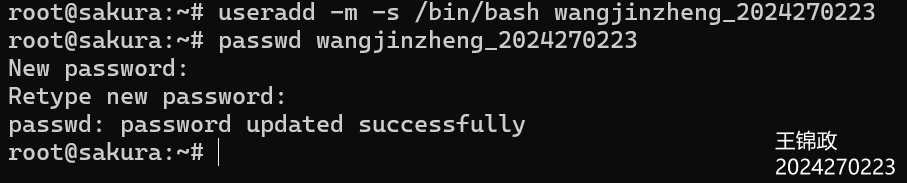 root@sakura:~# useradd -m -s /bin/bash wangjinzheng_2024270223
root@sakura:~# passwd wangjinzheng_2024270223
New password:
Retype new password:
passwd: password updated successfully
root@sakura:~#
王锦政
2024270223